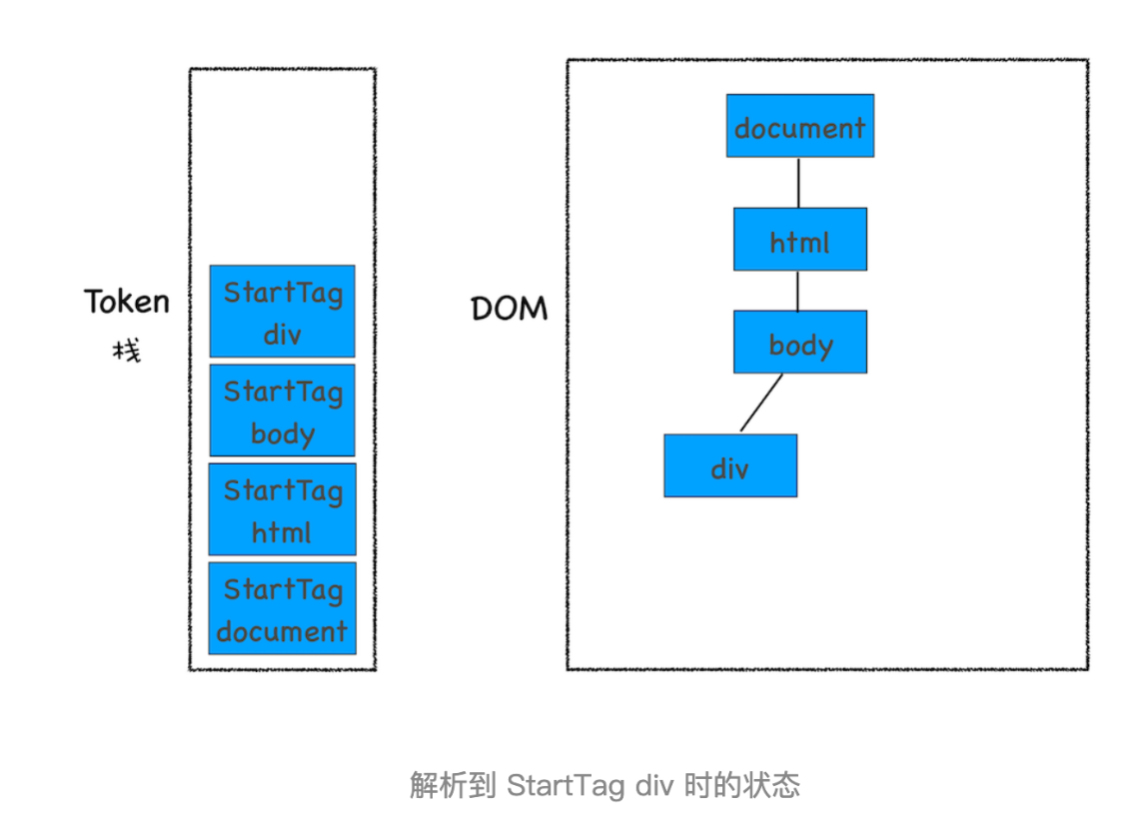 Token
栈
StartTag
div
StartTag
body
StartTag
html
StartTag
document
DOM
document
html
body
div
解析到 StartTag div 时的状态